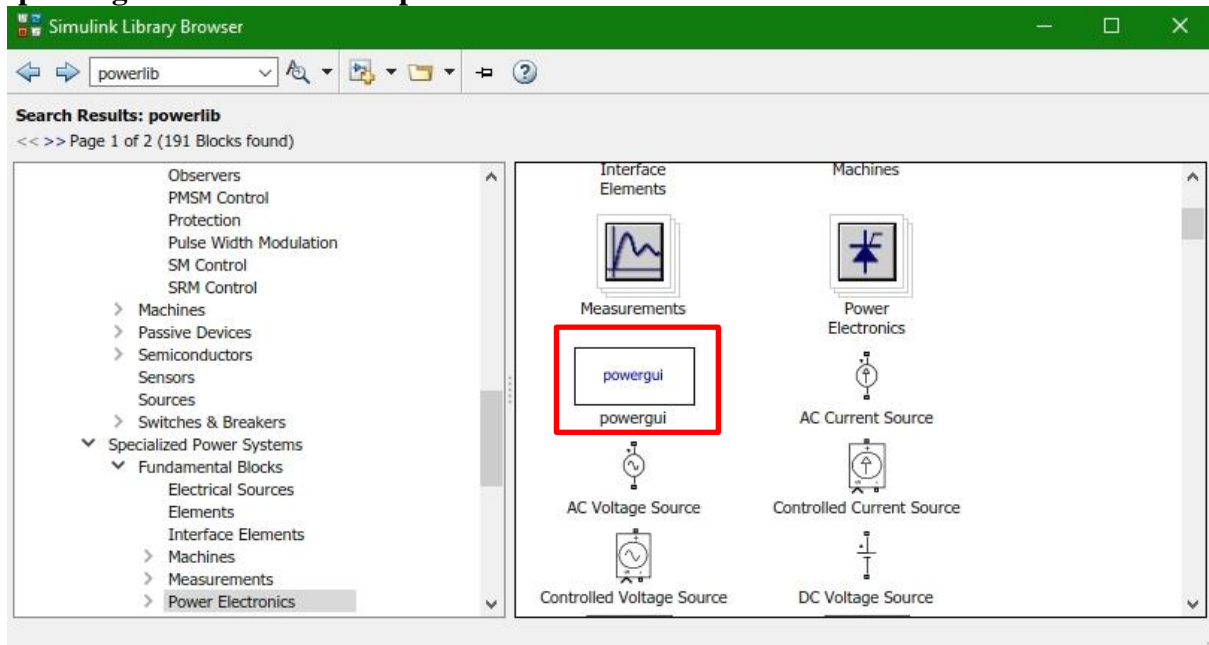 Simulink Library Browser
powerlib
Search Results: powerlib
<< >> Page 1 of 2 (191 Blocks found)
Observers
PMSM Control
Protection
Pulse Width Modulation
SM Control
SRM Control
Machines
Passive Devices
Semiconductors
Sensors
Sources
Switches & Breakers
Specialized Power Systems
Fundamental Blocks
Electrical Sources
Elements
Interface Elements
Machines
Measurements
Power Electronics
Interface
Elements
Machines
Measurements
Power
Electronics
powergui
powergui
AC Current Source
AC Voltage Source
Controlled Current Source
Controlled Voltage Source
DC Voltage Source